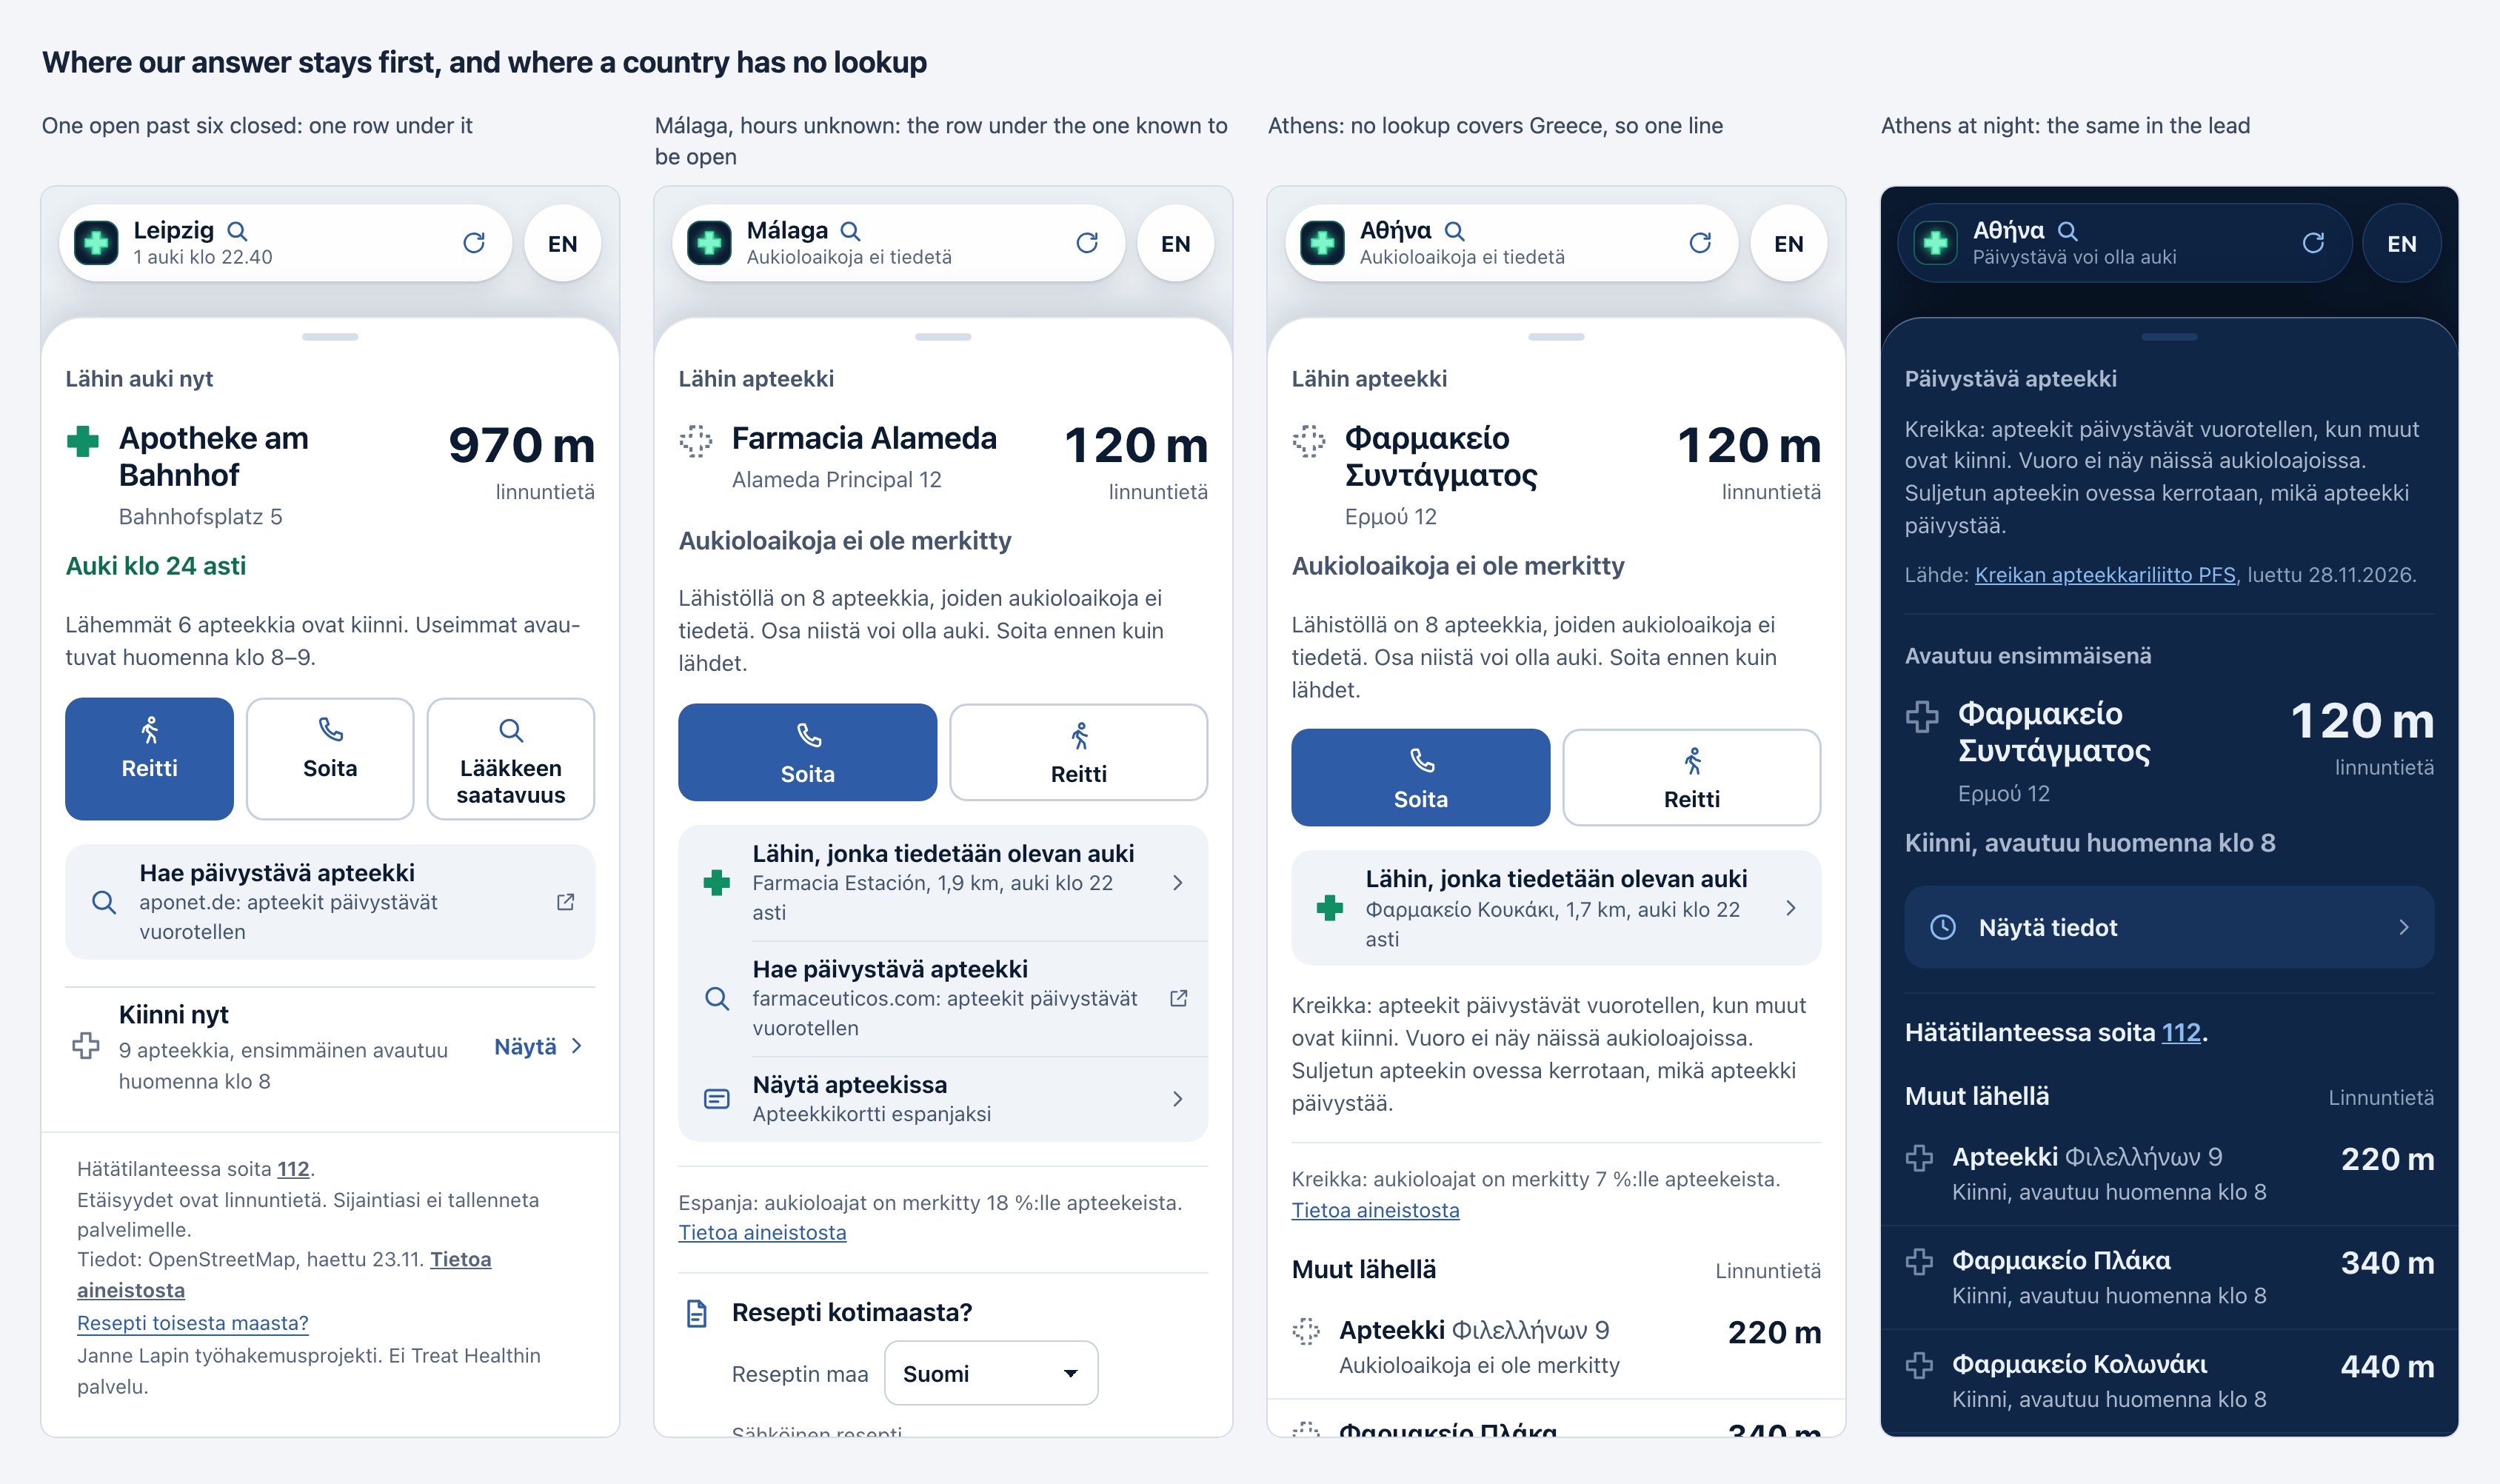 Where our answer stays first, and where a country has no lookup
One open past six closed: one row under it
Leipzig
1 auki klo 22.40
EN
Lähin auki nyt
Apotheke am
Bahnhof
970 m
linnuntietä
Bahnhofsplatz 5
Auki klo 24 asti
Lähemmät 6 apteekkia ovat kiinni. Useimmat avau-
tuvat huomenna klo 8–9.
Reitti
Soita
Lääkkeen
saatavuus
Hae päivystävä apteekki
aponet.de: apteekit päivystävät
vuorotellen
Kiinni nyt
9 apteekkia, ensimmäinen avautuu
huomenna klo 8
Näytä
Hätätilanteessa soita 112.
Etäisyydet ovat linnuntietä. Sijaintiasi ei tallenneta
palvelimelle.
Tiedot: OpenStreetMap, haettu 23.11. Tietoa
aineistosta
Resepti toisesta maasta?
Janne Lapin työhakemusprojekti. Ei Treat Healthin
palvelu.
Málaga, hours unknown: the row under the one known to
be open
Málaga
Aukioloaikoja ei tiedetä
EN
Lähin apteekki
Farmacia Alameda
120 m
Alameda Principal 12
linnuntietä
Aukioloaikoja ei ole merkitty
Lähistöllä on 8 apteekkia, joiden aukioloaikoja ei
tiedetä. Osa niistä voi olla auki. Soita ennen kuin
lähdet.
Soita
Reitti
Lähin, jonka tiedetään olevan auki
Farmacia Estación, 1,9 km, auki klo 22
asti
Hae päivystävä apteekki
farmaceuticos.com: apteekit päivystävät
vuorotellen
Näytä apteekissa
Apteekkikortti espanjaksi
Espanja: aukioloajat on merkitty 18 %:lle apteekeista.
Tietoa aineistosta
Resepti kotimaasta?
Reseptin maa
Suomi
Sähköinen resepti
Athens: no lookup covers Greece, so one line
Αθήνα
Aukioloaikoja ei tiedetä
EN
Lähin apteekki
Φαρμακείο
Συντάγματος
120 m
linnuntietä
Ερμού 12
Aukioloaikoja ei ole merkitty
Lähistöllä on 8 apteekkia, joiden aukioloaikoja ei
tiedetä. Osa niistä voi olla auki. Soita ennen kuin
lähdet.
Soita
Reitti
Lähin, jonka tiedetään olevan auki
Φαρμακείο Κουκάκι, 1,7 km, auki klo 22
asti
Kreikka: apteekit päivystävät vuorotellen, kun muut
ovat kiinni. Vuoro ei näy näissä aukioloajoissa.
Suljetun apteekin ovessa kerrotaan, mikä apteekki
päivystää.
Kreikka: aukioloajat on merkitty 7 %:lle apteekeista.
Tietoa aineistosta
Muut lähellä
Linnuntietä
Apteekki Φιλελλήνων 9
220 m
Aukioloaikoja ei ole merkitty
Φαρμακείο Πλάκα
340 m
Athens at night: the same in the lead
Αθήνα
Päivystävä voi olla auki
EN
Päivystävä apteekki
Kreikka: apteekit päivystävät vuorotellen, kun muut
ovat kiinni. Vuoro ei näy näissä aukioloajoissa.
Suljetun apteekin ovessa kerrotaan, mikä apteekki
päivystää.
Lähde: Kreikan apteekkariliitto PFS, luettu 28.11.2026.
Avautuu ensimmäisenä
Φαρμακείο
Συντάγματος
120 m
linnuntietä
Ερμού 12
Kiinni, avautuu huomenna klo 8
Näytä tiedot
Hätätilanteessa soita 112.
Muut lähellä
Linnuntietä
Apteekki Φιλελλήνων 9
220 m
Kiinni, avautuu huomenna klo 8
Φαρμακείο Πλάκα
340 m
Kiinni, avautuu huomenna klo 8
Φαρμακείο Κολωνάκι
440 m
Kiinni, avautuu huomenna klo 8